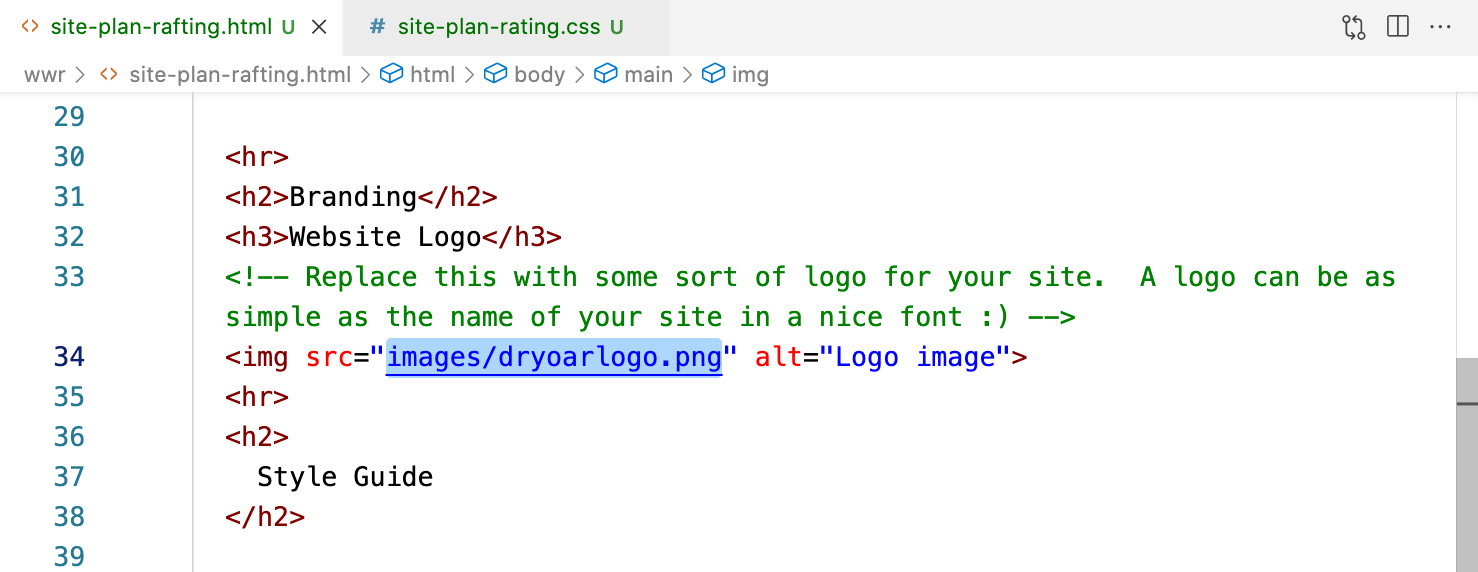 <> site-plan-rafting.html U × # site-plan-rating.css U ...
wwr > <> site-plan-rafting.html > html > body > main > img
29
30 <hr>
31 <h2>Branding</h2>
32 <h3>Website Logo</h3>
33 <!-- Replace this with some sort of logo for your site.  A logo can be as
simple as the name of your site in a nice font :) -->
34 <img src="images/dryoarlogo.png" alt="Logo image">
35 <hr>
36 <h2>
37   Style Guide
38 </h2>
39